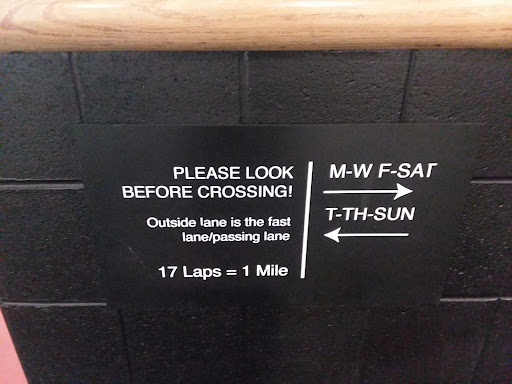 PLEASE LOOK
BEFORE CROSSING!
Outside lane is the fast
lane/passing lane
17 Laps = 1 Mile
M-W F-SAT
T-TH-SUN